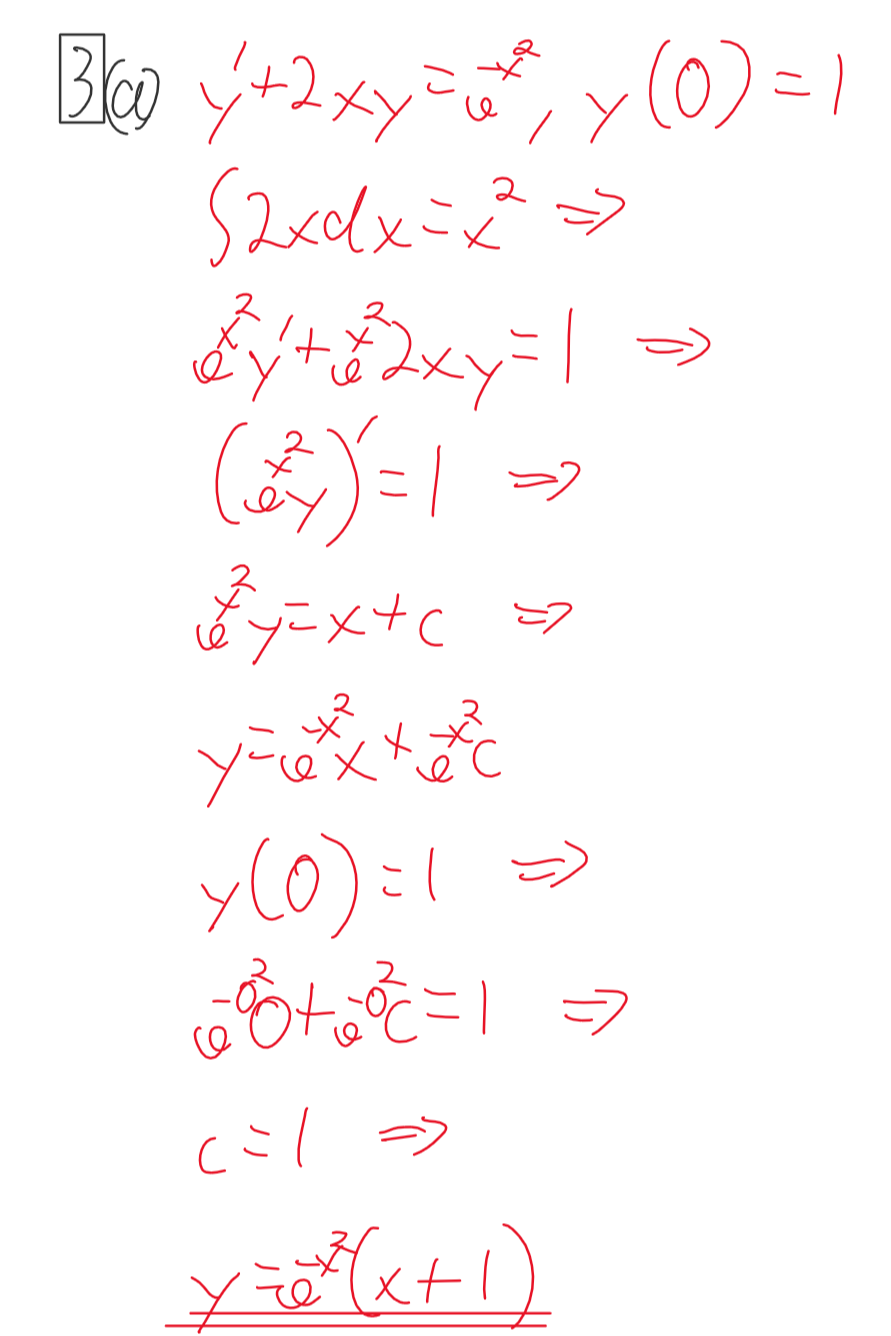 3(a) y' + 2xy = e^{-x^2}, y(0) = 1
∫2xdx = x^2 ⇒
e^{x^2}y' + e^{x^2}2xy = 1 ⇒
(e^{x^2}y)' = 1 ⇒
e^{x^2}y = x + c ⇒
y = e^{-x^2}x + e^{-x^2}c
y(0) = 1 ⇒
e^{-0^2}0 + e^{-0^2}c = 1 ⇒
c = 1 ⇒
y = e^{-x^2}(x + 1)